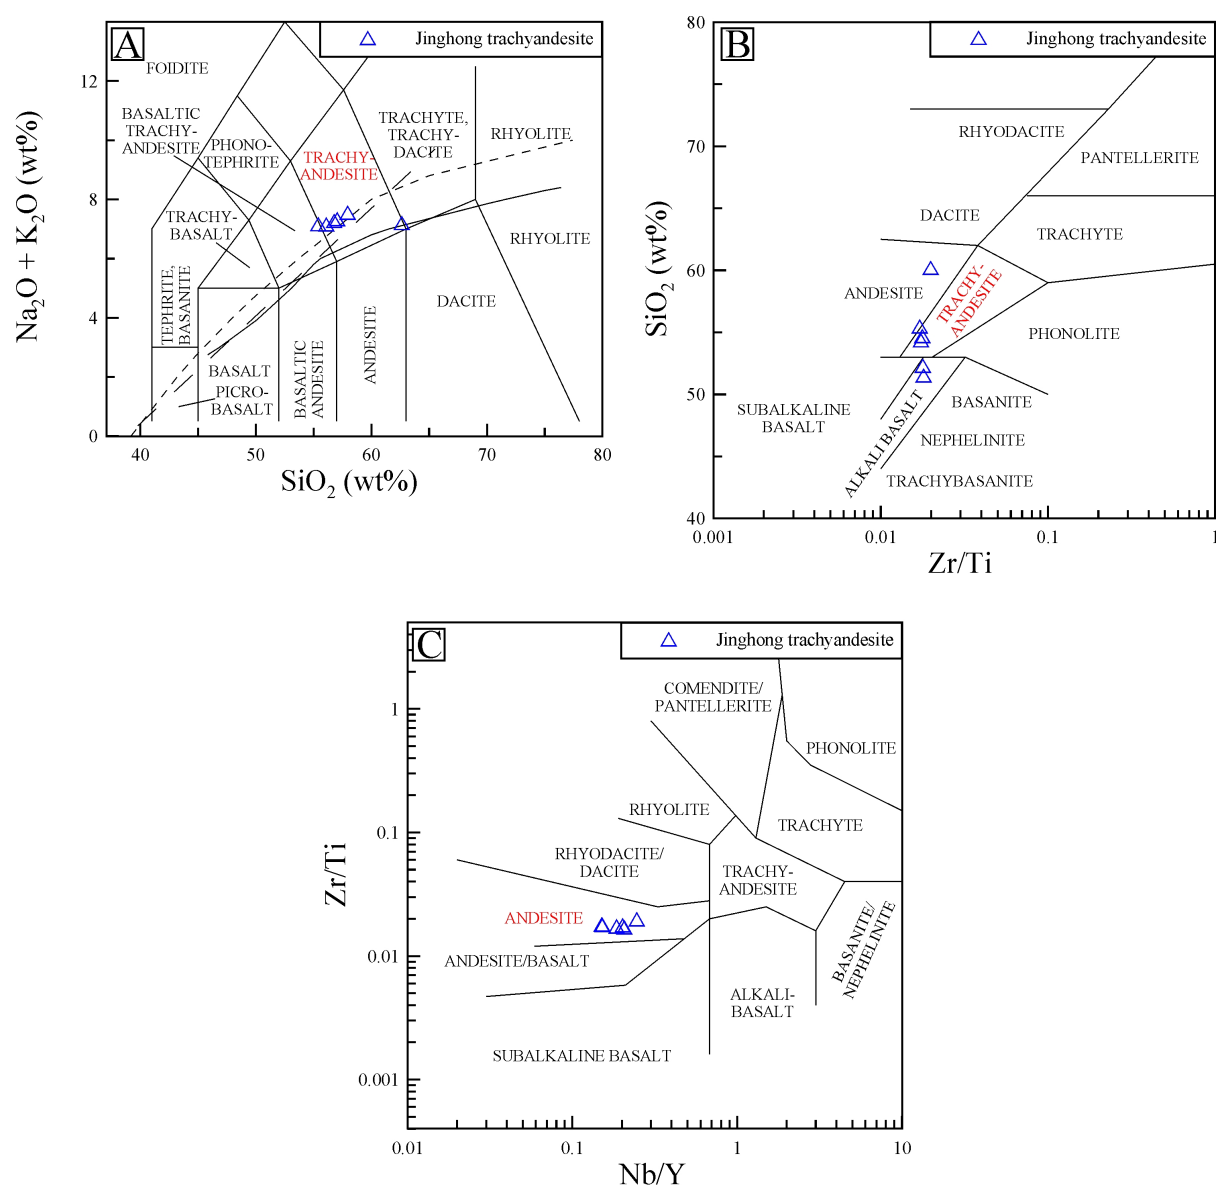 A
Jinghong trachyandesite
FOIDITE
BASALTIC
TRACHY-
ANDESITE
PHONO-
TEPHRITE
TRACHY-
ANDESITE
TRACHYTE,
TRACHY-
DACITE
RHYOLITE
TRACHY-
BASALT
RHYOLITE
TEPHRITE,
BASANITE
BASALT
PICRO-
BASALT
BASALTIC
ANDESITE
ANDESITE
DACITE
12
8
4
0
40
50
60
70
80
Na2O + K2O (wt%)
SiO2 (wt%)
B
Jinghong trachyandesite
RHYODACITE
PANTELLERITE
DACITE
TRACHYTE
ANDESITE
TRACHY-
ANDESITE
PHONOLITE
SUBALKALINE
BASALT
ALKALI BASALT
BASANITE
NEPHELINITE
TRACHYBASANITE
80
70
60
50
40
0.001
0.01
0.1
1
SiO2 (wt%)
Zr/Ti
C
Jinghong trachyandesite
COMENDITE/
PANTELLERITE
PHONOLITE
RHYOLITE
TRACHYTE
RHYODACITE/
DACITE
TRACHY-
ANDESITE
ANDESITE
ANDESITE/BASALT
BASANITE/
NEPHELINITE
ALKALI-
BASALT
SUBALKALINE BASALT
1
0.1
0.01
0.001
0.01
0.1
1
10
Zr/Ti
Nb/Y